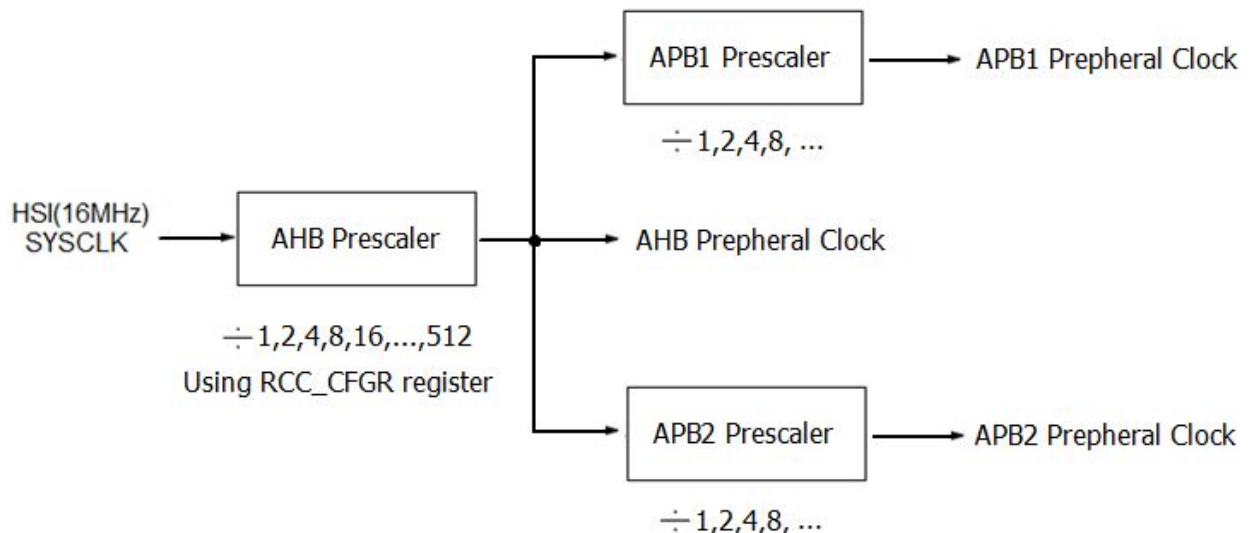 APB1 Prescaler
APB1 Prepheral Clock
÷1,2,4,8, ...
HSI(16MHz)
SYSCLK
AHB Prescaler
AHB Prepheral Clock
÷1,2,4,8,16,...,512
Using RCC_CFGR register
APB2 Prescaler
APB2 Prepheral Clock
÷1,2,4,8, ...